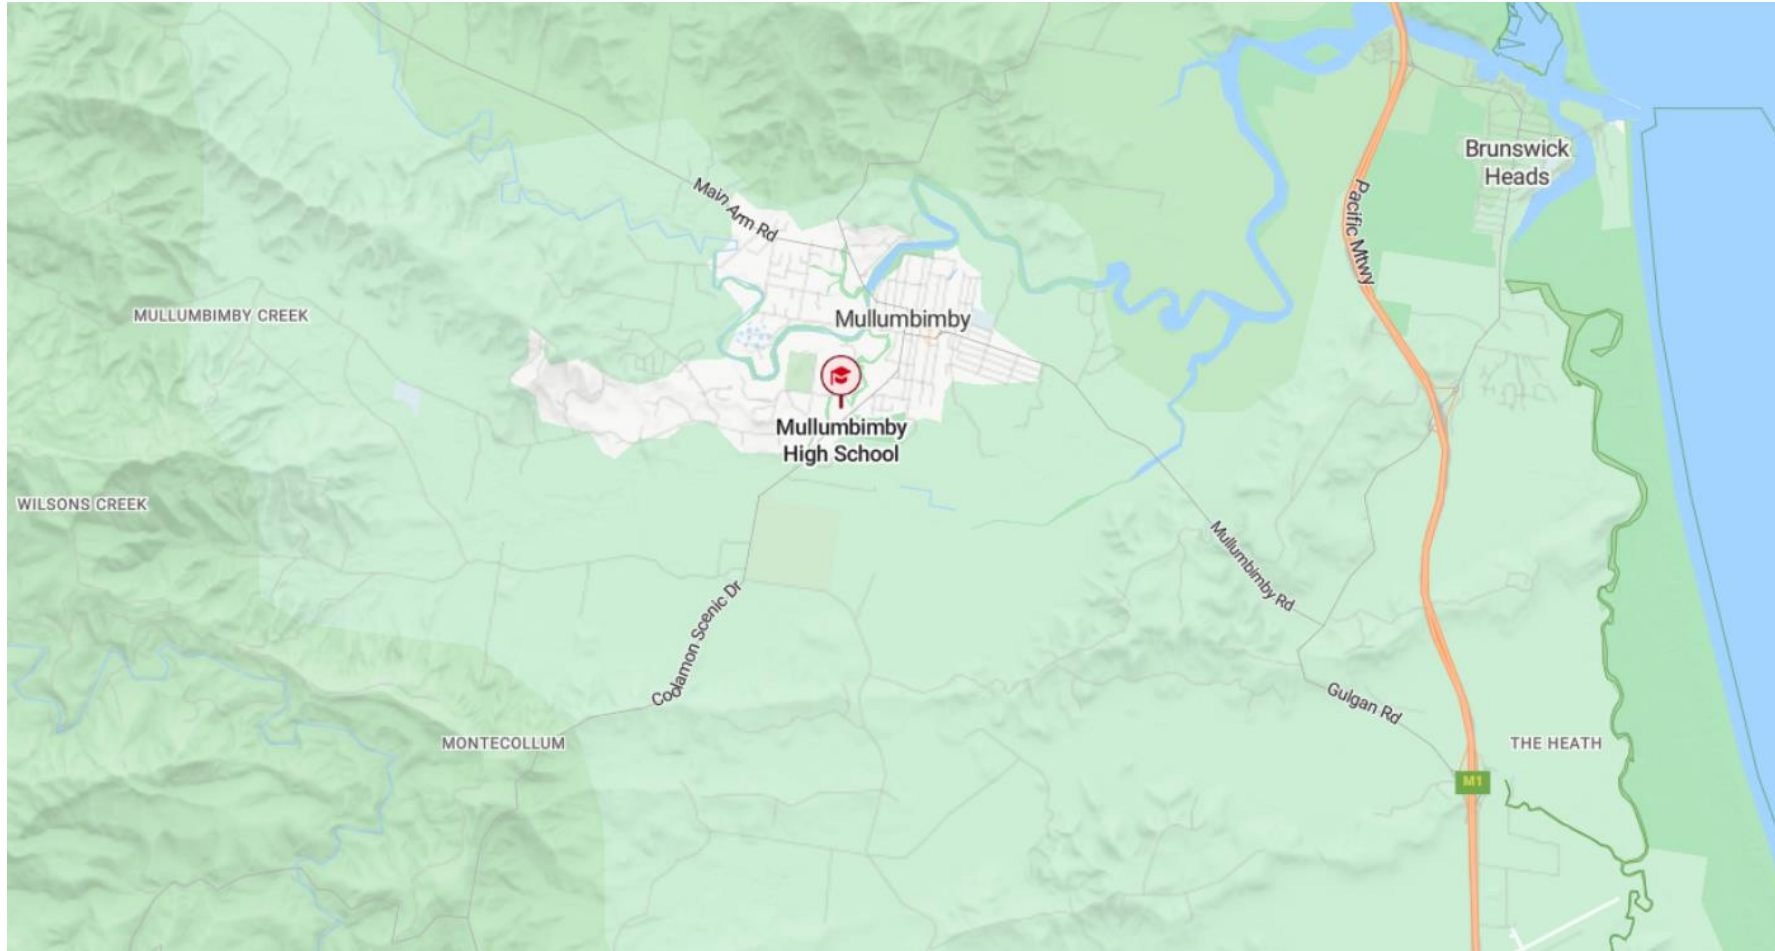 Brunswick
Heads
Main Arm Rd
Pacific Mtwy
MULLUMBIMBY CREEK
Mullumbimby
Mullumbimby
High School
WILSONS CREEK
Mullumbimby Rd
Coolamon Scenic Dr
Gulgan Rd
MONTECOLLUM
THE HEATH
M1